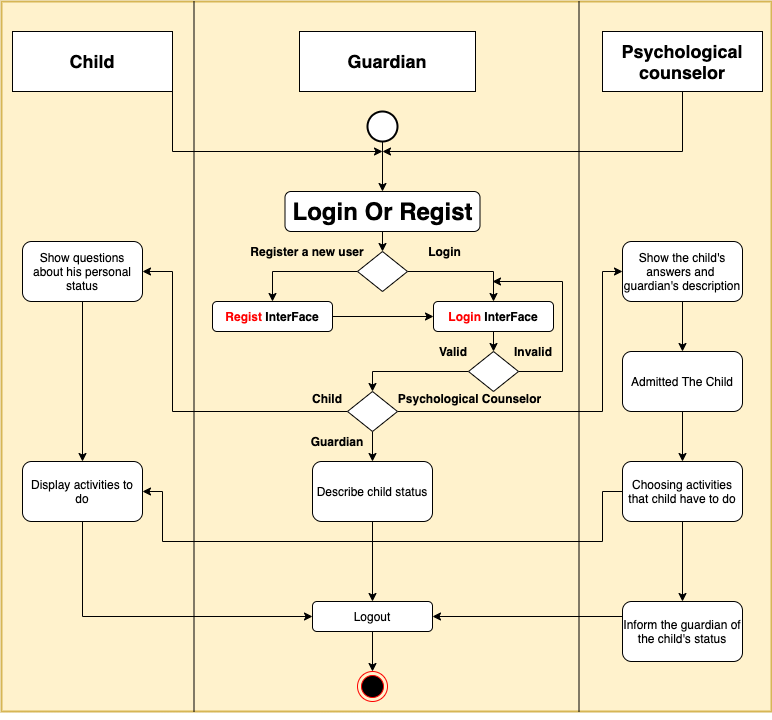 Child
Guardian
Psychological
counselor
Login Or Regist
Register a new user
Login
Show questions
about his personal
status
Show the child's
answers and
guardian's description
Regist InterFace
Login InterFace
Valid
Invalid
Admitted The Child
Child
Psychological Counselor
Guardian
Display activities to
do
Describe child status
Choosing activities
that child have to do
Logout
Inform the guardian of
the child's status